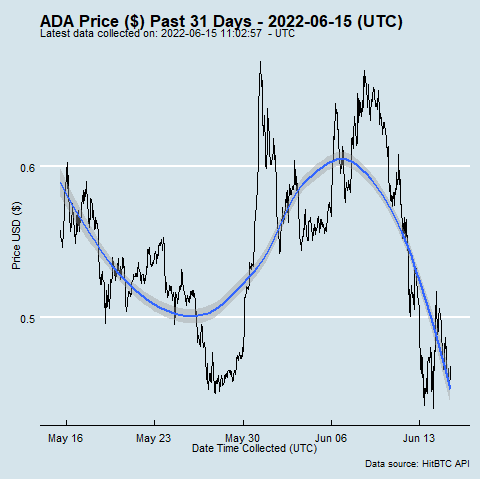 ADA Price ($) Past 31 Days - 2022-06-15 (UTC)
Latest data collected on: 2022-06-15 11:02:57 - UTC
Price USD ($)
0.6
0.5
May 16 May 23 May 30 Jun 06 Jun 13
Date Time Collected (UTC)
Data source: HitBTC API